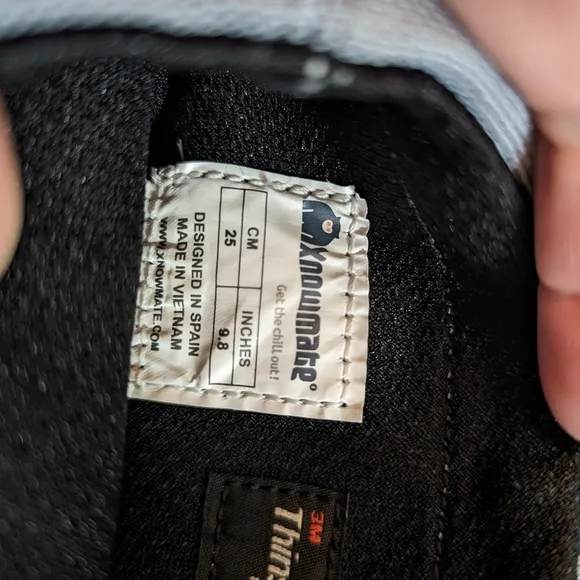 xnowmate®
Get the chill out!
CM INCHES
25 9.8
DESIGNED IN SPAIN
MADE IN VIETNAM
WWW.XNOWMATE.COM
3M